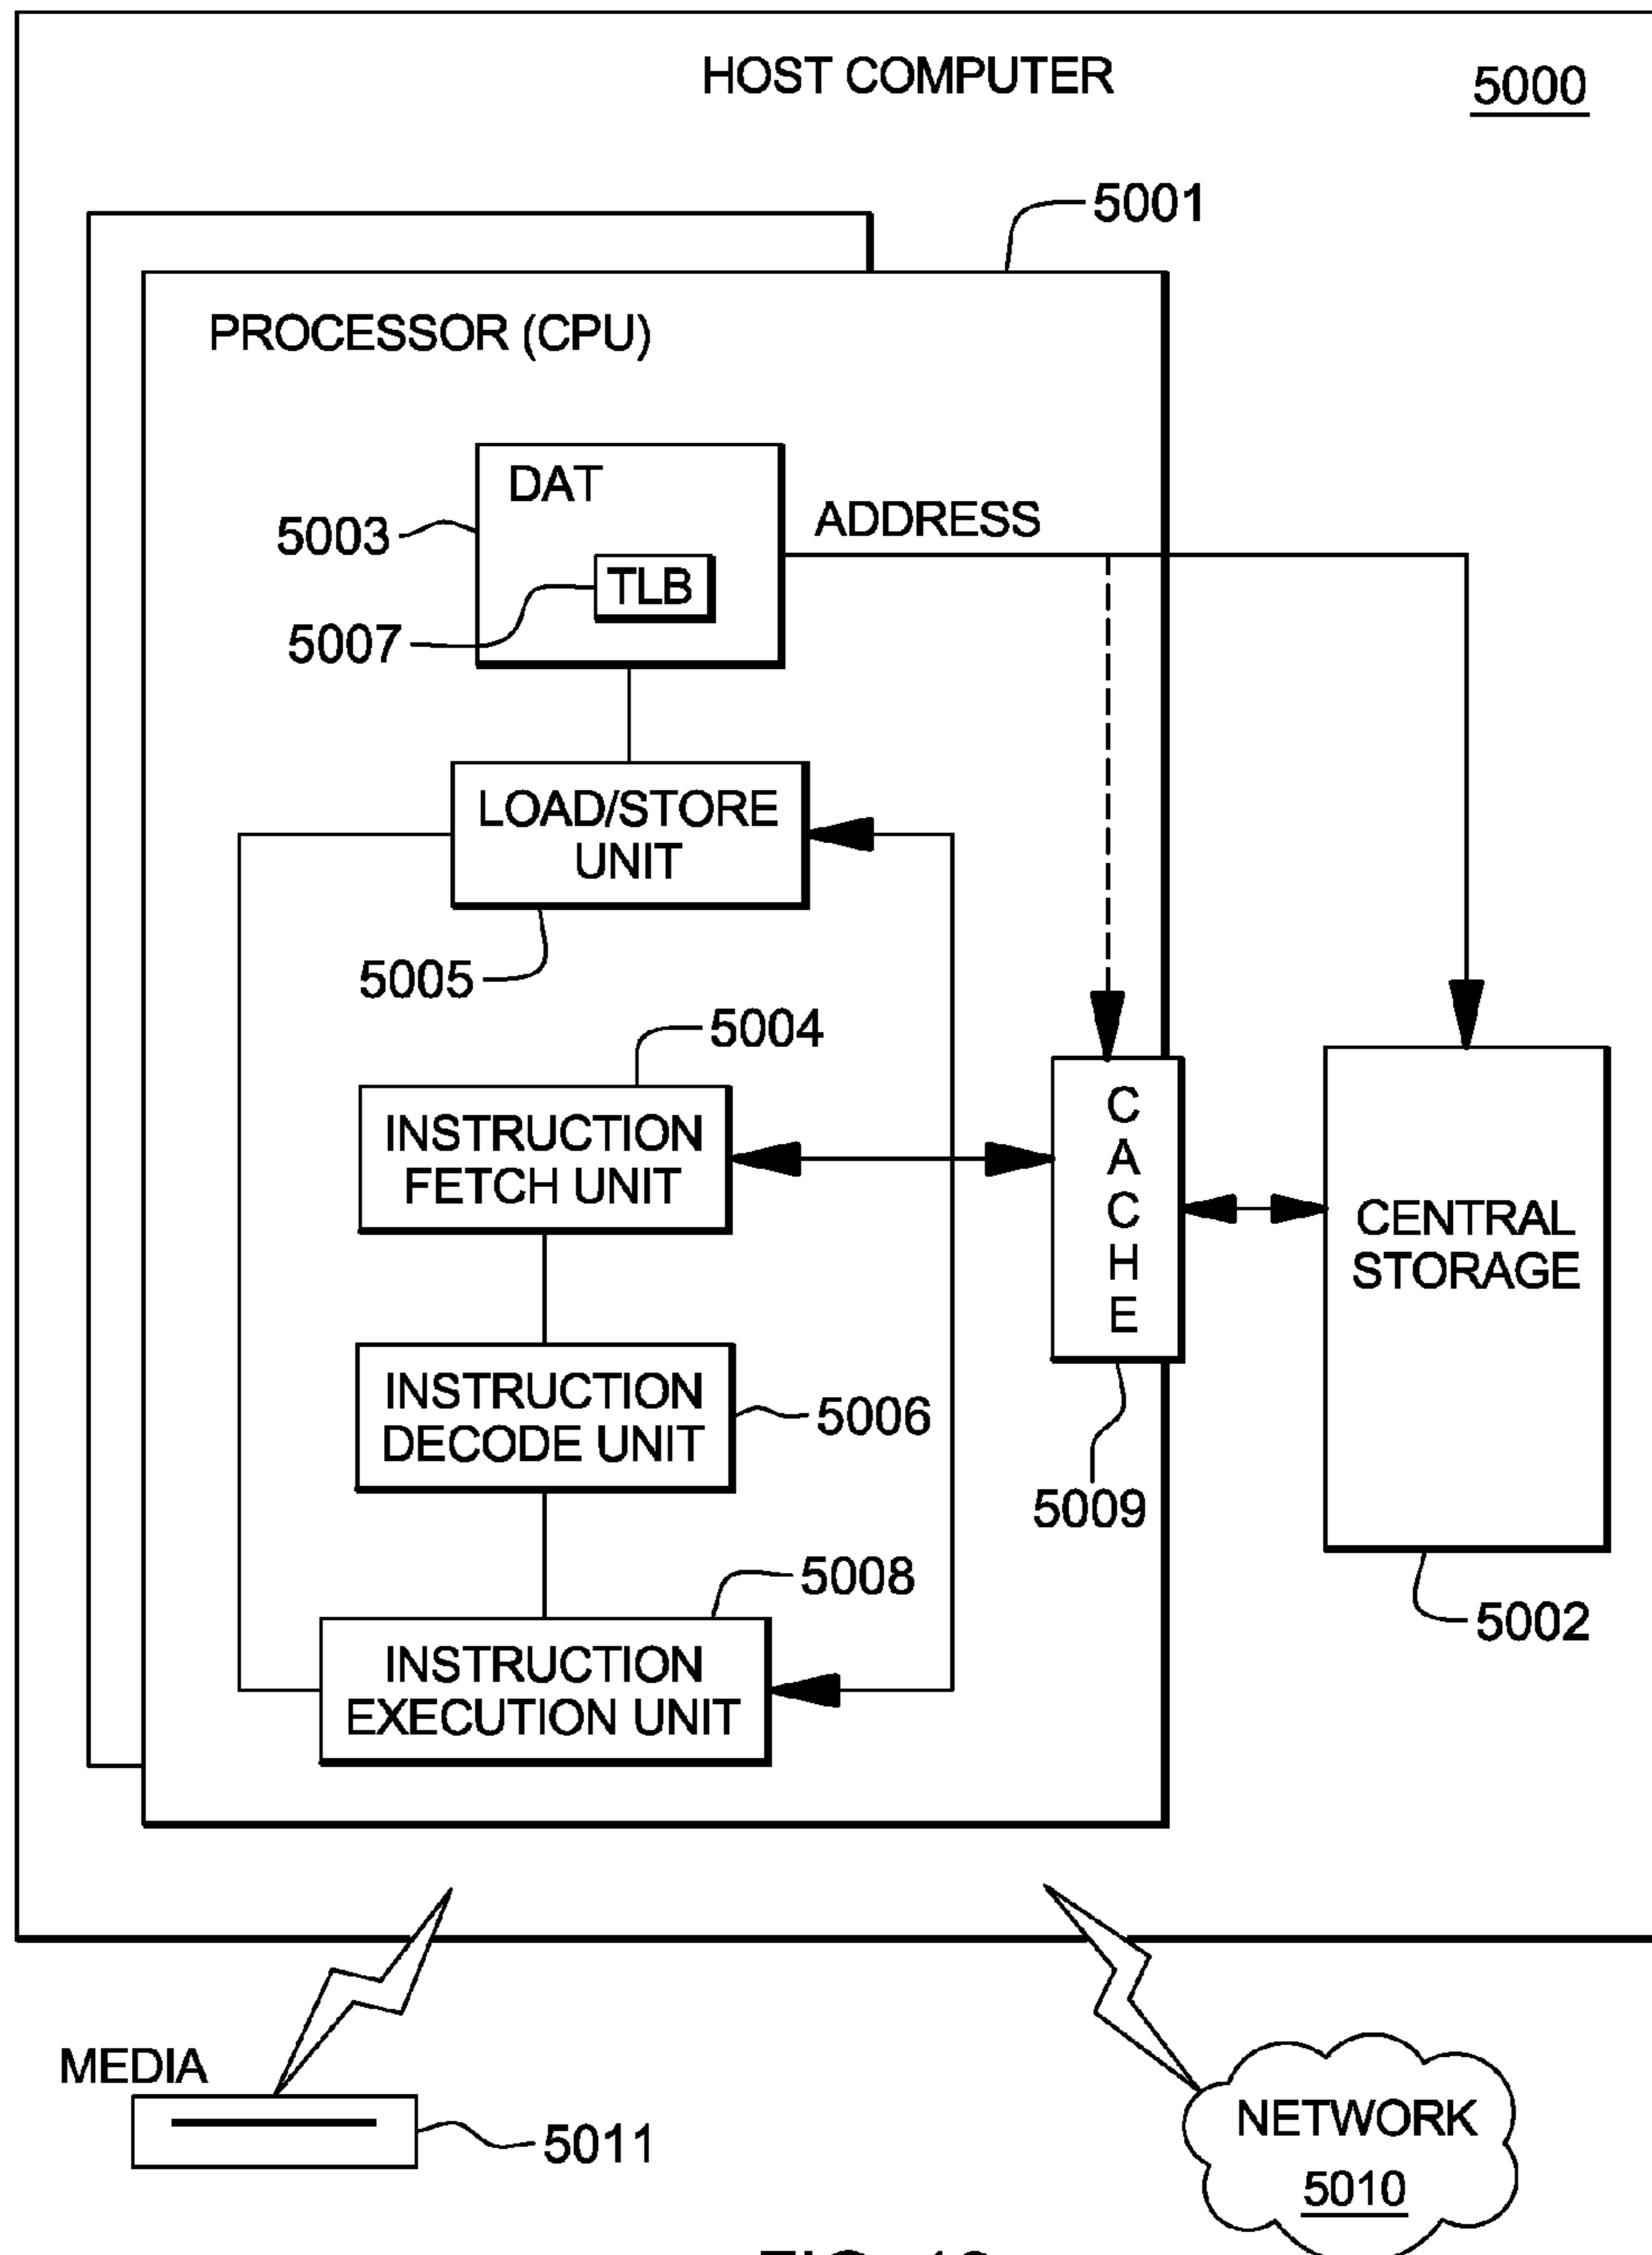 HOST COMPUTER
5000
5001
PROCESSOR (CPU)
DAT
5003
ADDRESS
TLB
5007
LOAD/STORE
UNIT
5005
5004
INSTRUCTION
FETCH UNIT
CACHE
CENTRAL
STORAGE
INSTRUCTION
DECODE UNIT
5006
5009
5008
5002
INSTRUCTION
EXECUTION UNIT
MEDIA
5011
NETWORK
5010